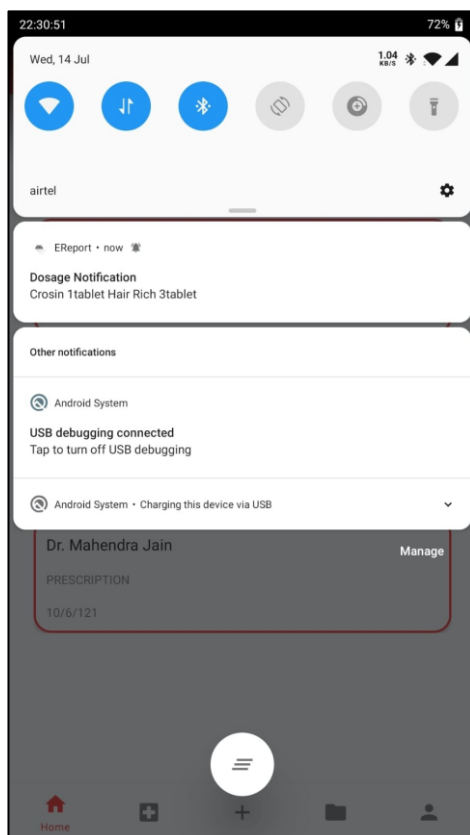 22:30:51 72%
Wed, 14 Jul 1.04 KB/S
airtel
EReport • now
Dosage Notification
Crosin 1tablet Hair Rich 3tablet
Other notifications
Android System
USB debugging connected
Tap to turn off USB debugging
Android System • Charging this device via USB
Dr. Mahendra Jain
Manage
PRESCRIPTION
10/6/121
Home